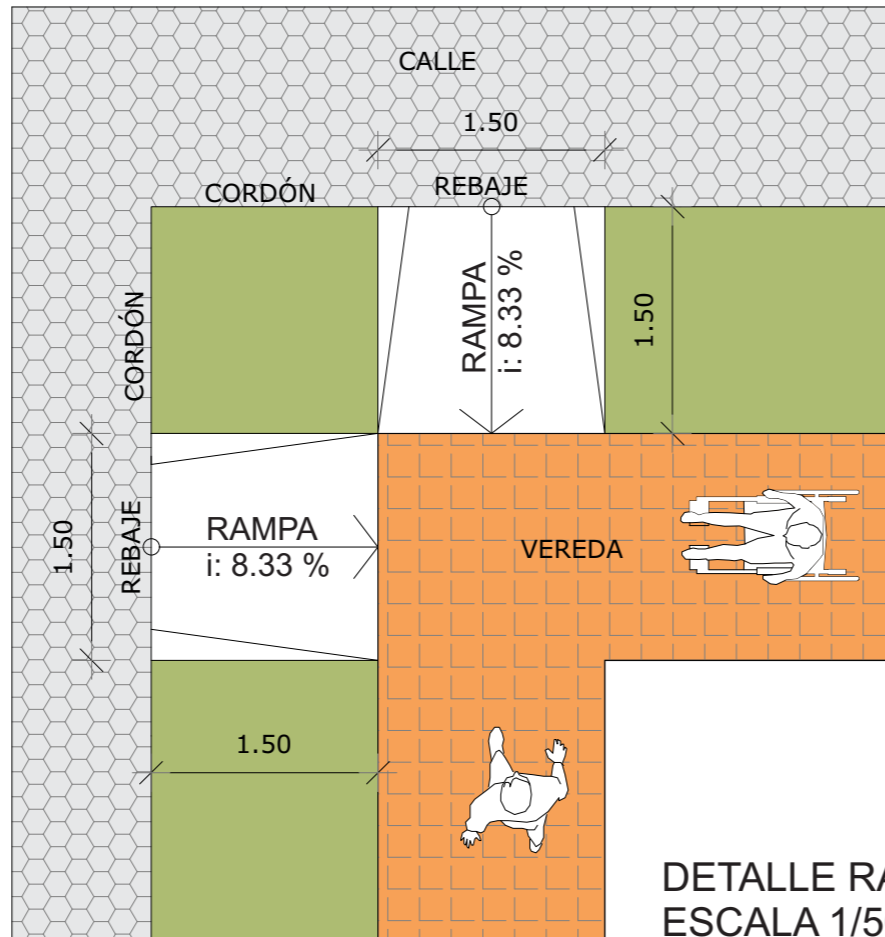 CALLE
1.50
CORDÓN
REBAJE
RAMPA
i: 8.33 %
1.50
CORDÓN
1.50
REBAJE
RAMPA
i: 8.33 %
VEREDA
1.50
DETALLE RA
ESCALA 1/5